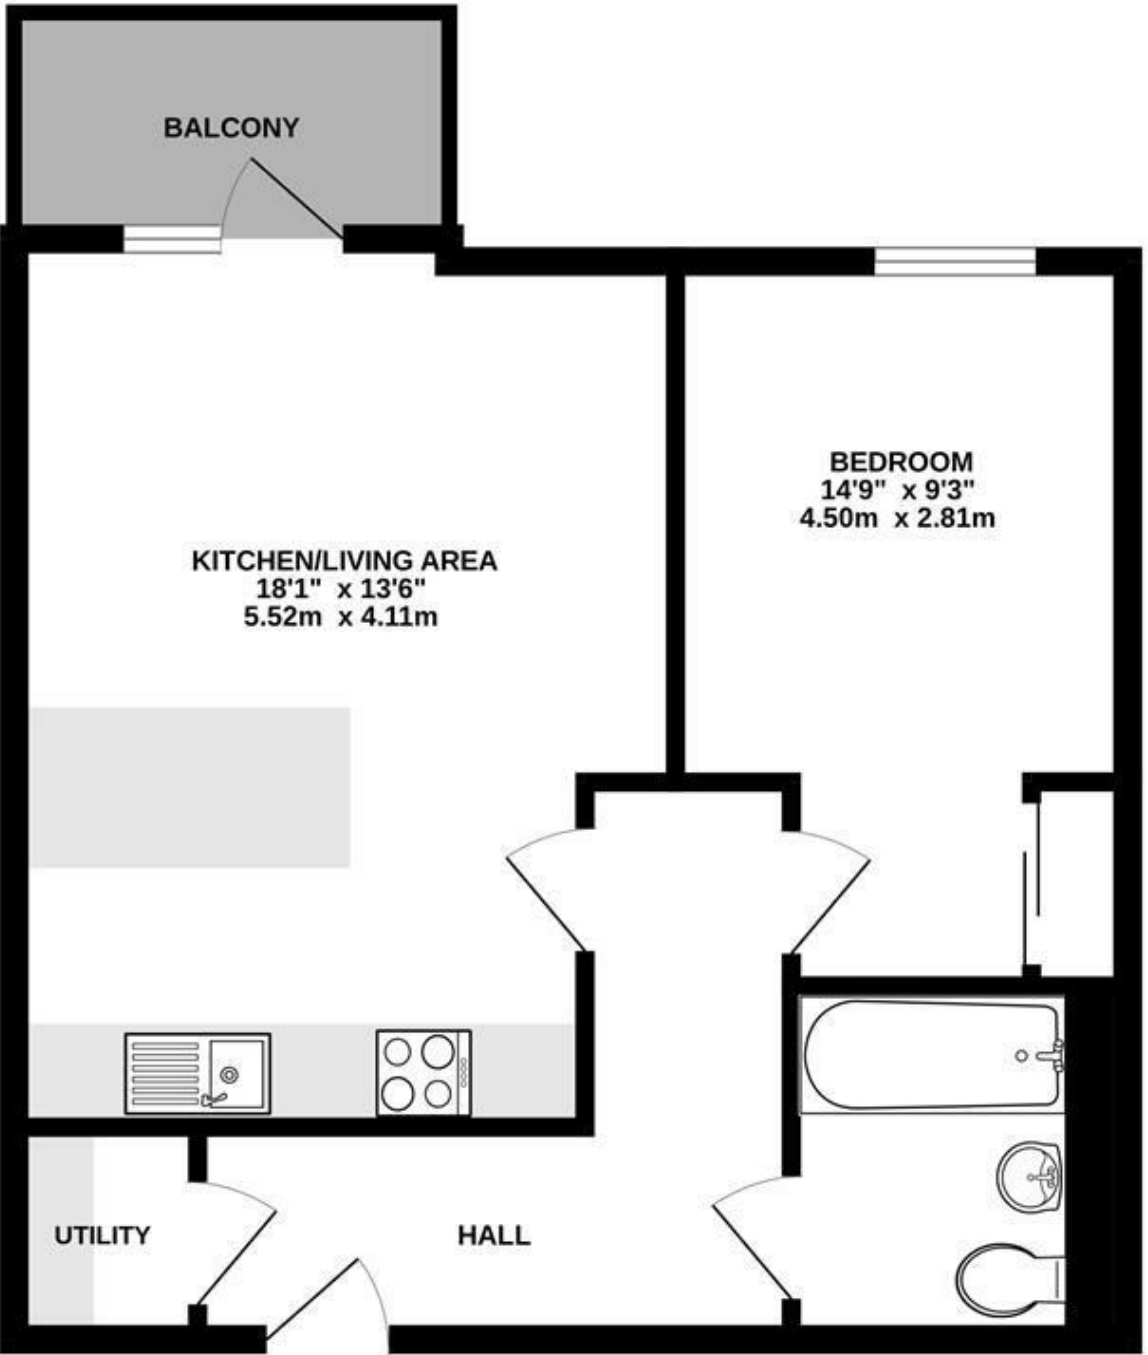 BALCONY
BEDROOM
14'9" x 9'3"
4.50m x 2.81m
KITCHEN/LIVING AREA
18'1" x 13'6"
5.52m x 4.11m
UTILITY
HALL